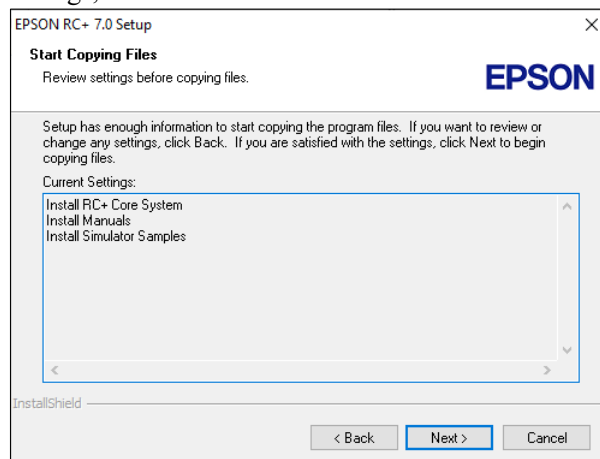 EPSON RC+ 7.0 Setup
Start Copying Files
Review settings before copying files.
EPSON
Setup has enough information to start copying the program files. If you want to review or
change any settings, click Back. If you are satisfied with the settings, click Next to begin
copying files.
Current Settings:
Install RC+ Core System
Install Manuals
Install Simulator Samples
InstallShield
< Back
Next >
Cancel